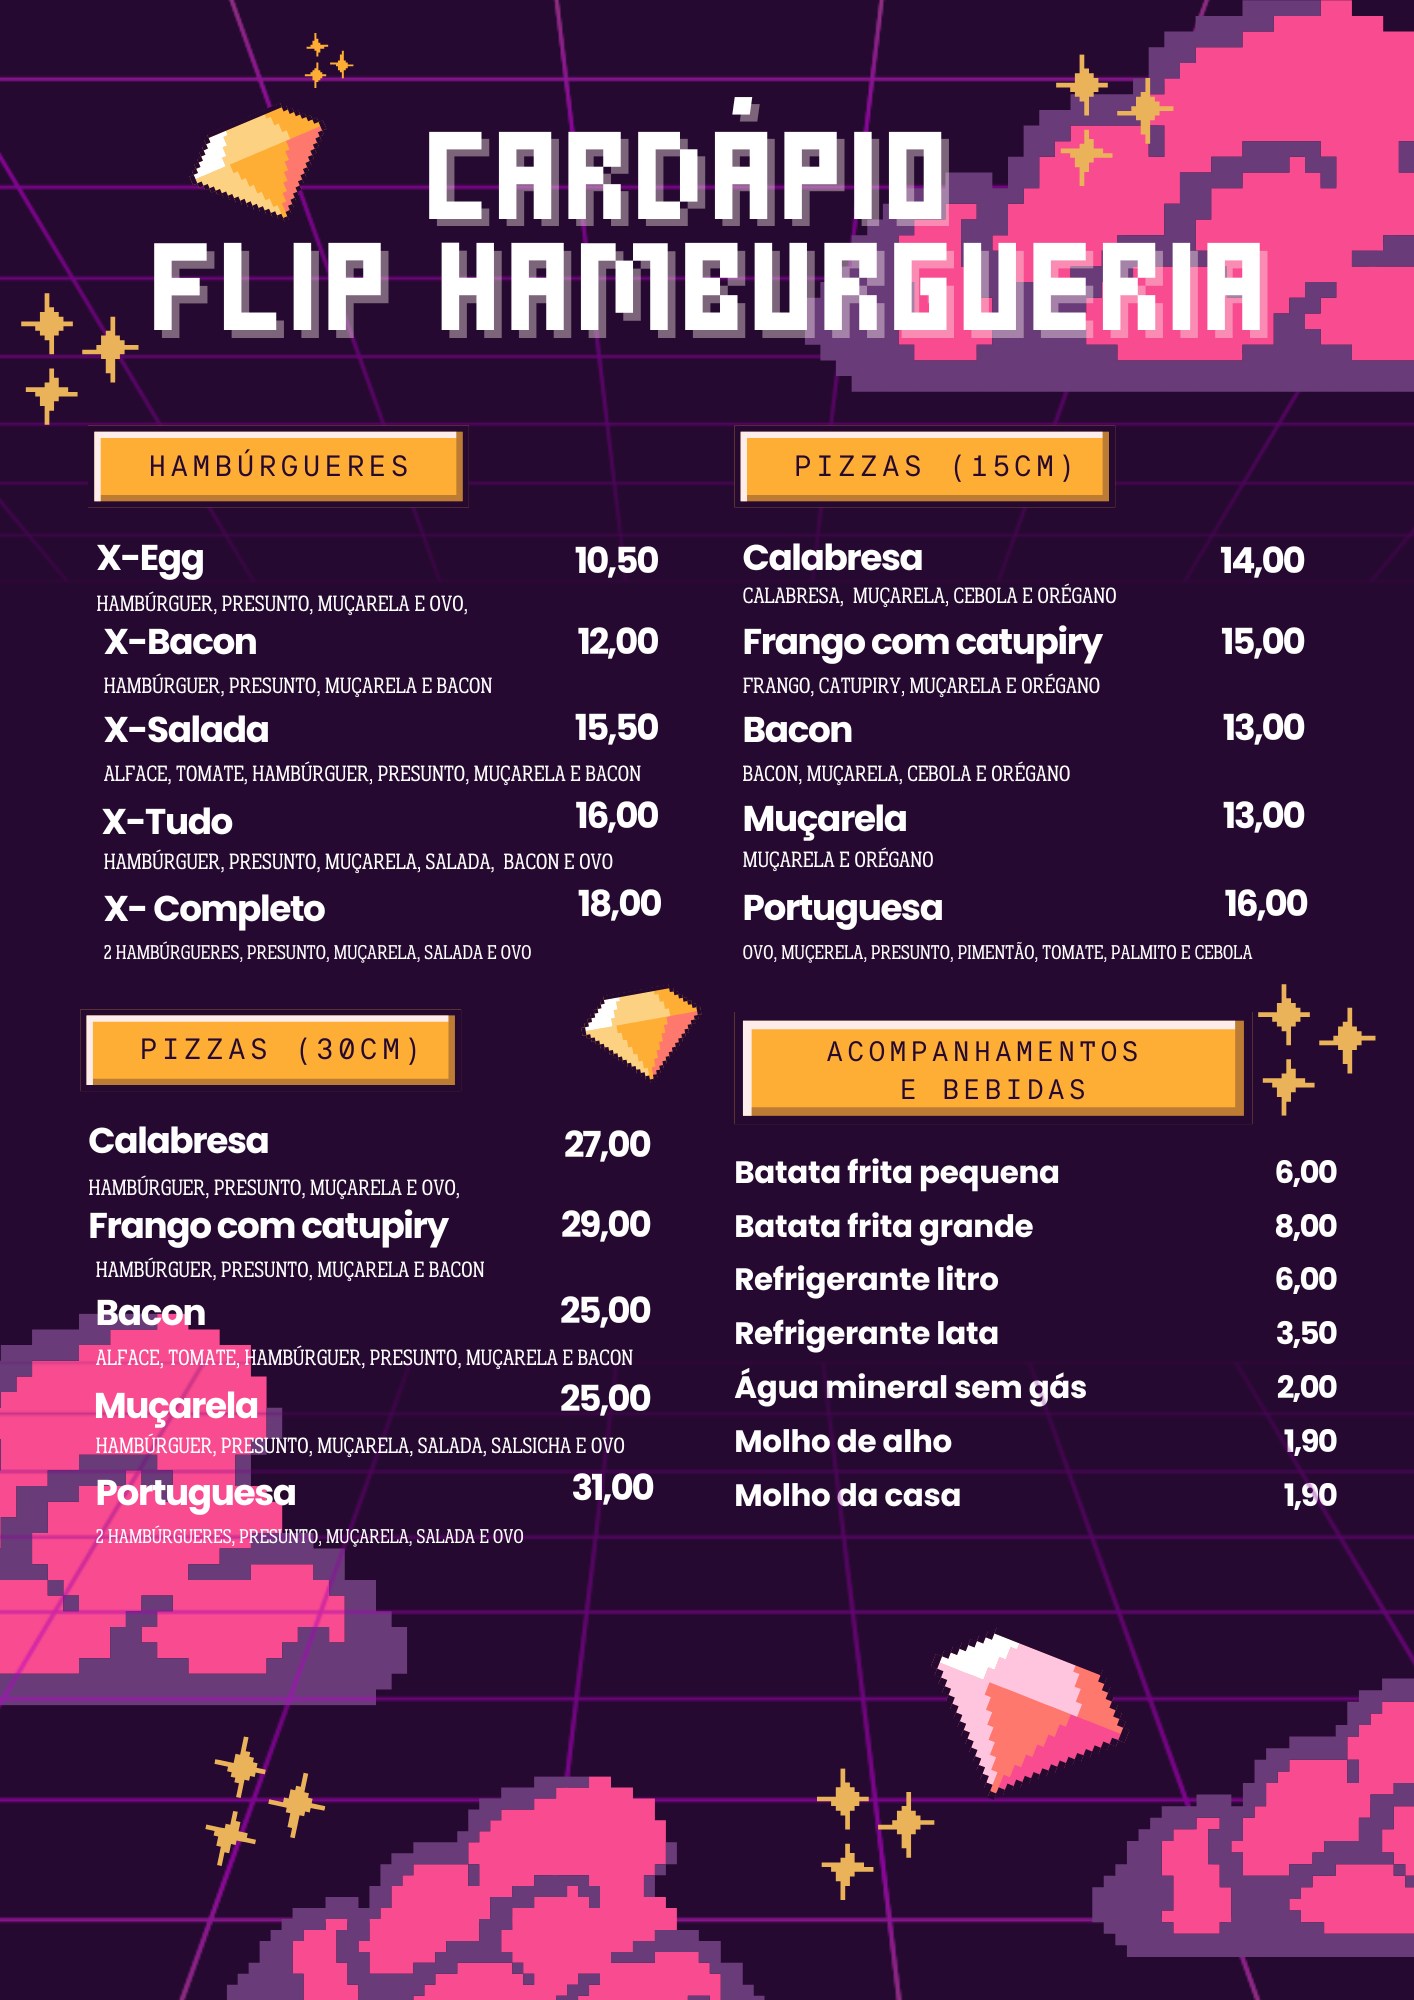 CARDÁPIO
FLIP HAMBURGUERIA
HAMBÚRGUERES
X-Egg 10,50
HAMBÚRGUER, PRESUNTO, MUÇARELA E OVO,
X-Bacon 12,00
HAMBÚRGUER, PRESUNTO, MUÇARELA E BACON
X-Salada 15,50
ALFACE, TOMATE, HAMBÚRGUER, PRESUNTO, MUÇARELA E BACON
X-Tudo 16,00
HAMBÚRGUER, PRESUNTO, MUÇARELA, SALADA, BACON E OVO
X- Completo 18,00
2 HAMBÚRGUERES, PRESUNTO, MUÇARELA, SALADA E OVO
PIZZAS (15CM)
Calabresa 14,00
CALABRESA, MUÇARELA, CEBOLA E ORÉGANO
Frango com catupiry 15,00
FRANGO, CATUPIRY, MUÇARELA E ORÉGANO
Bacon 13,00
BACON, MUÇARELA, CEBOLA E ORÉGANO
Muçarela 13,00
MUÇARELA E ORÉGANO
Portuguesa 16,00
OVO, MUÇERELA, PRESUNTO, PIMENTÃO, TOMATE, PALMITO E CEBOLA
PIZZAS (30CM)
Calabresa 27,00
HAMBÚRGUER, PRESUNTO, MUÇARELA E OVO,
Frango com catupiry 29,00
HAMBÚRGUER, PRESUNTO, MUÇARELA E BACON
Bacon 25,00
ALFACE, TOMATE, HAMBÚRGUER, PRESUNTO, MUÇARELA E BACON
Muçarela 25,00
HAMBÚRGUER, PRESUNTO, MUÇARELA, SALADA, SALSICHA E OVO
Portuguesa 31,00
2 HAMBÚRGUERES, PRESUNTO, MUÇARELA, SALADA E OVO
ACOMPANHAMENTOS
E BEBIDAS
Batata frita pequena 6,00
Batata frita grande 8,00
Refrigerante litro 6,00
Refrigerante lata 3,50
Água mineral sem gás 2,00
Molho de alho 1,90
Molho da casa 1,90